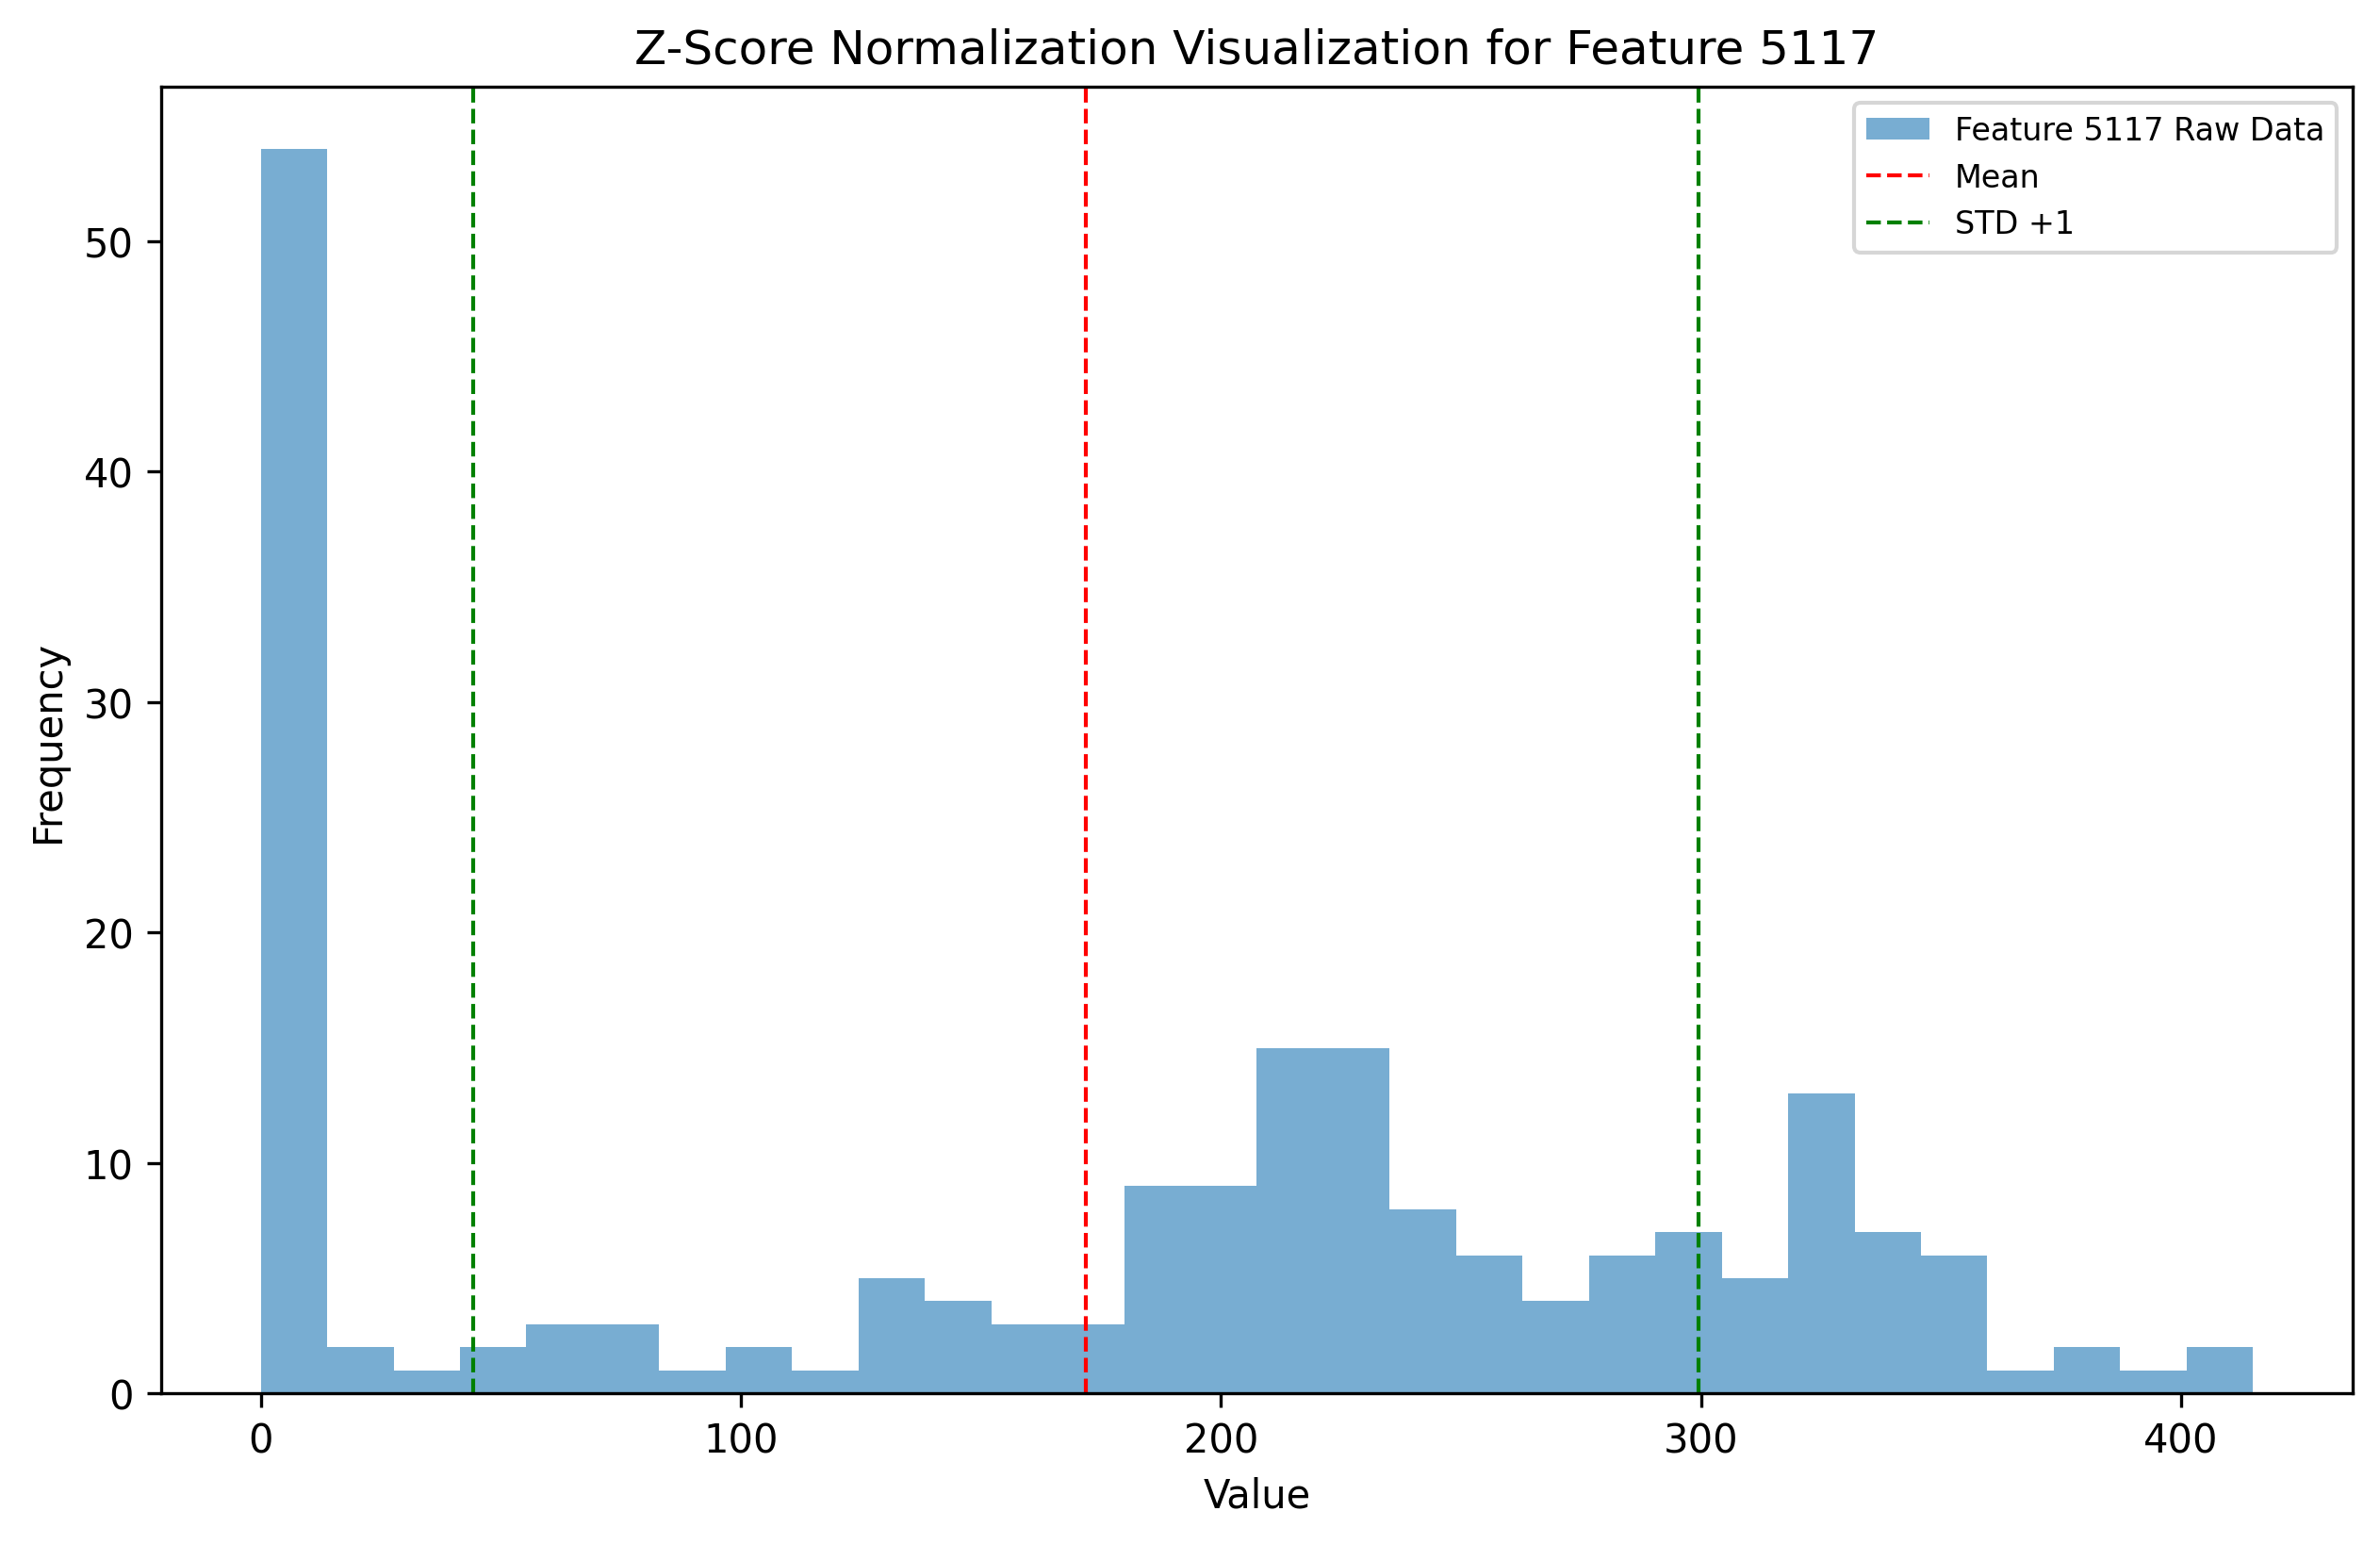 Z-Score Normalization Visualization for Feature 5117
Feature 5117 Raw Data
Mean
STD +1
50
40
30
20
10
0
Frequency
0 100 200 300 400
Value